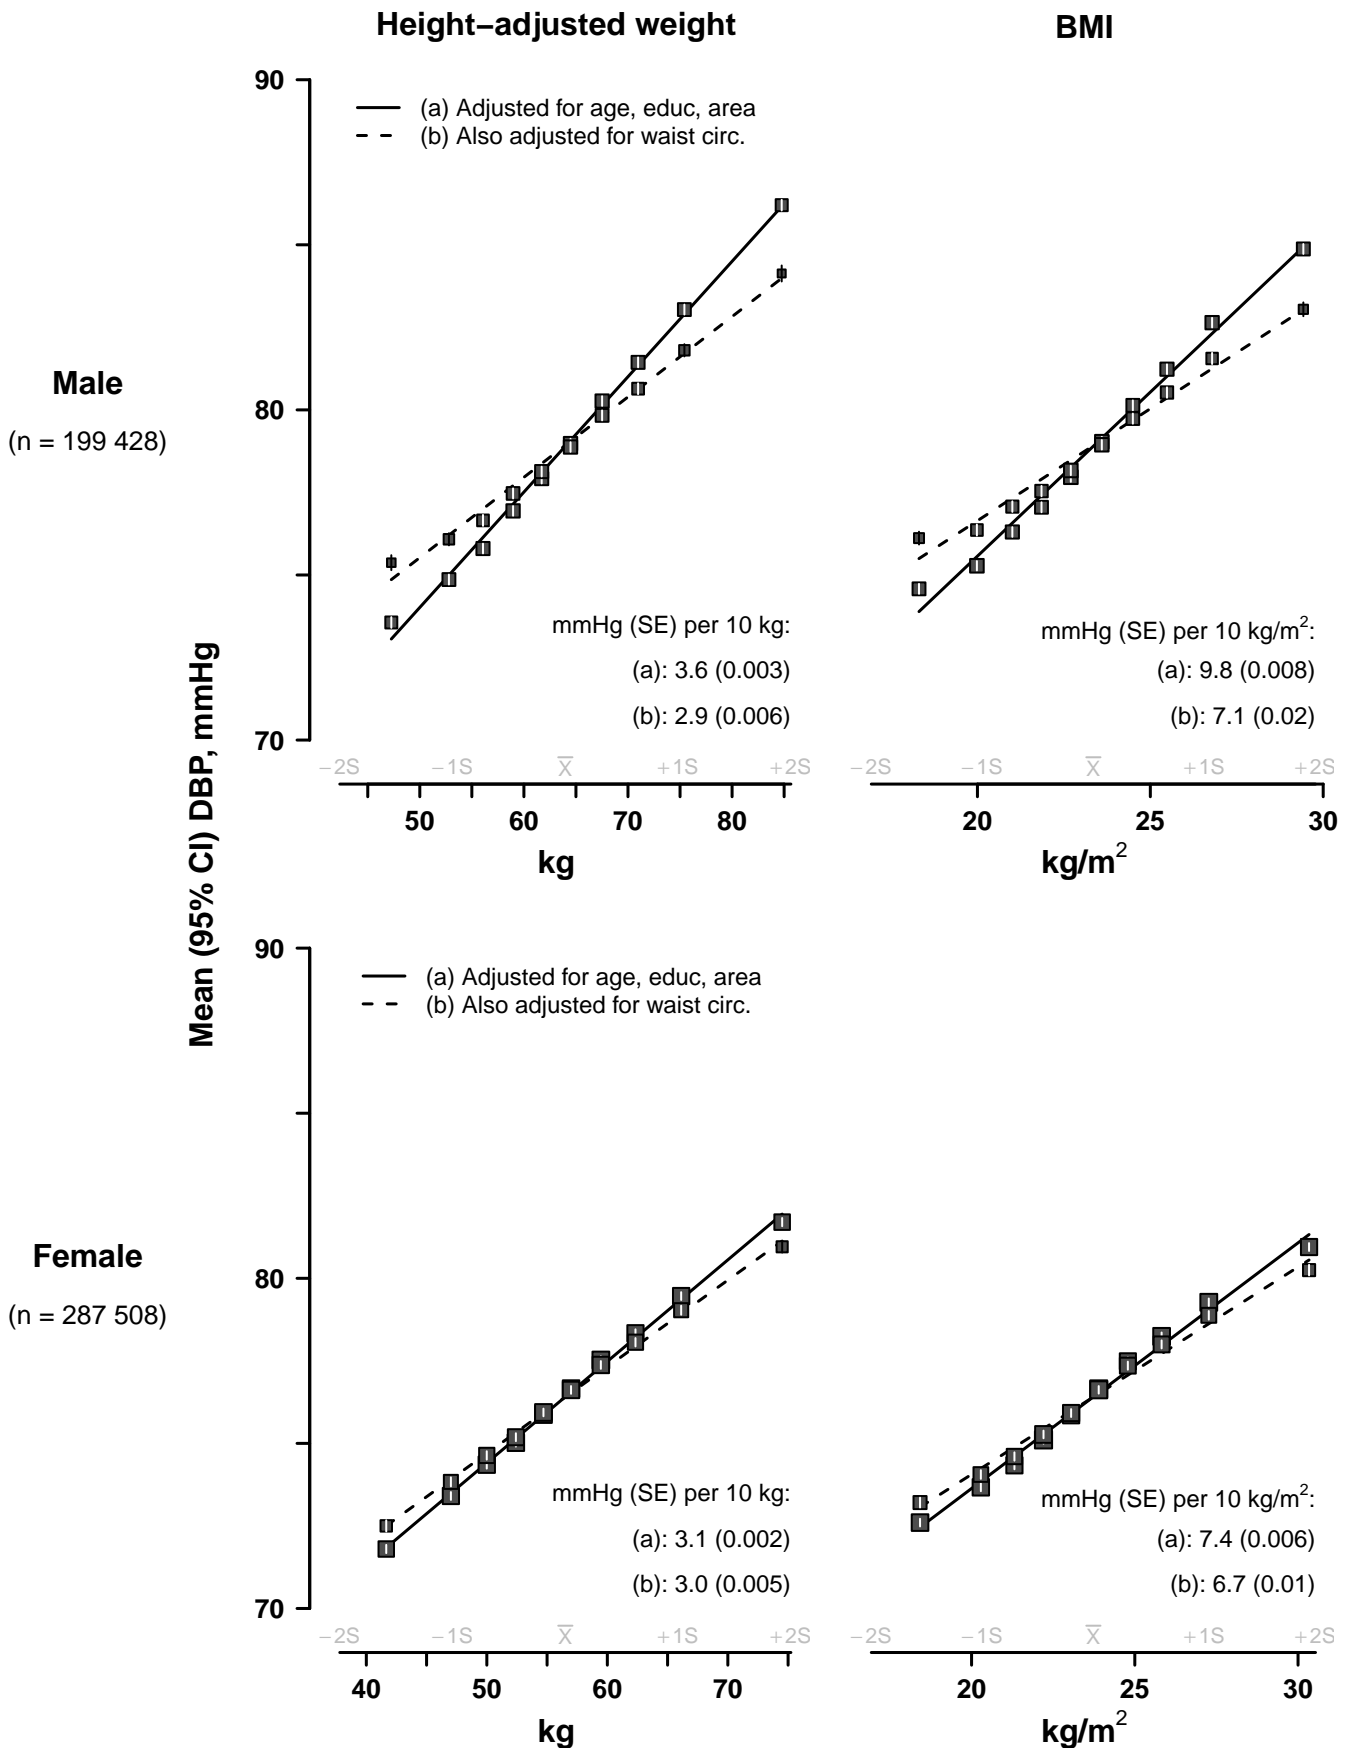 Height−adjusted weight
BMI
Male
(n = 199 428)
Mean (95% CI) DBP, mmHg
90
80
70
(a) Adjusted for age, educ, area
(b) Also adjusted for waist circ.
mmHg (SE) per 10 kg:
(a): 3.6 (0.003)
(b): 2.9 (0.006)
−2S −1S X̅ +1S +2S
50 60 70 80
kg
mmHg (SE) per 10 kg/m²:
(a): 9.8 (0.008)
(b): 7.1 (0.02)
−2S −1S X̅ +1S +2S
20 25 30
kg/m²
Female
(n = 287 508)
90
80
70
(a) Adjusted for age, educ, area
(b) Also adjusted for waist circ.
mmHg (SE) per 10 kg:
(a): 3.1 (0.002)
(b): 3.0 (0.005)
−2S −1S X̅ +1S +2S
40 50 60 70
kg
mmHg (SE) per 10 kg/m²:
(a): 7.4 (0.006)
(b): 6.7 (0.01)
−2S −1S X̅ +1S +2S
20 25 30
kg/m²